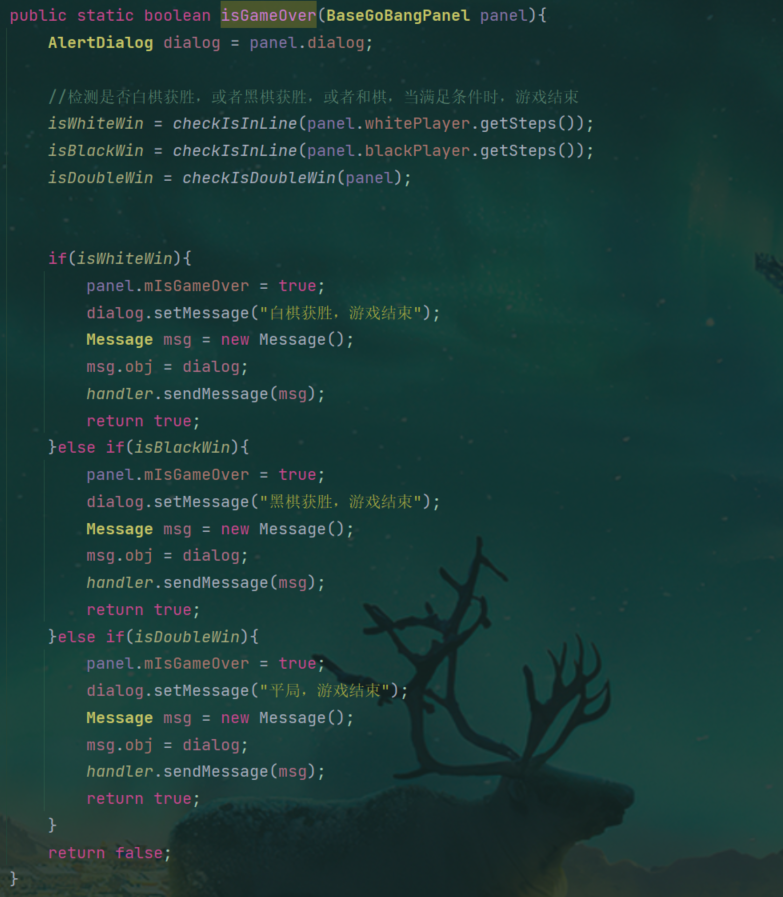 public static boolean isGameOver(BaseGoBangPanel panel){
    AlertDialog dialog = panel.dialog;
    //检测是否白棋获胜，或者黑棋获胜，或者和棋，当满足条件时，游戏结束
    isWhiteWin = checkIsInLine(panel.whitePlayer.getSteps());
    isBlackWin = checkIsInLine(panel.blackPlayer.getSteps());
    isDoubleWin = checkIsDoubleWin(panel);
    if(isWhiteWin){
        panel.mIsGameOver = true;
        dialog.setMessage("白棋获胜，游戏结束");
        Message msg = new Message();
        msg.obj = dialog;
        handler.sendMessage(msg);
        return true;
    }else if(isBlackWin){
        panel.mIsGameOver = true;
        dialog.setMessage("黑棋获胜，游戏结束");
        Message msg = new Message();
        msg.obj = dialog;
        handler.sendMessage(msg);
        return true;
    }else if(isDoubleWin){
        panel.mIsGameOver = true;
        dialog.setMessage("平局，游戏结束");
        Message msg = new Message();
        msg.obj = dialog;
        handler.sendMessage(msg);
        return true;
    }
    return false;
}